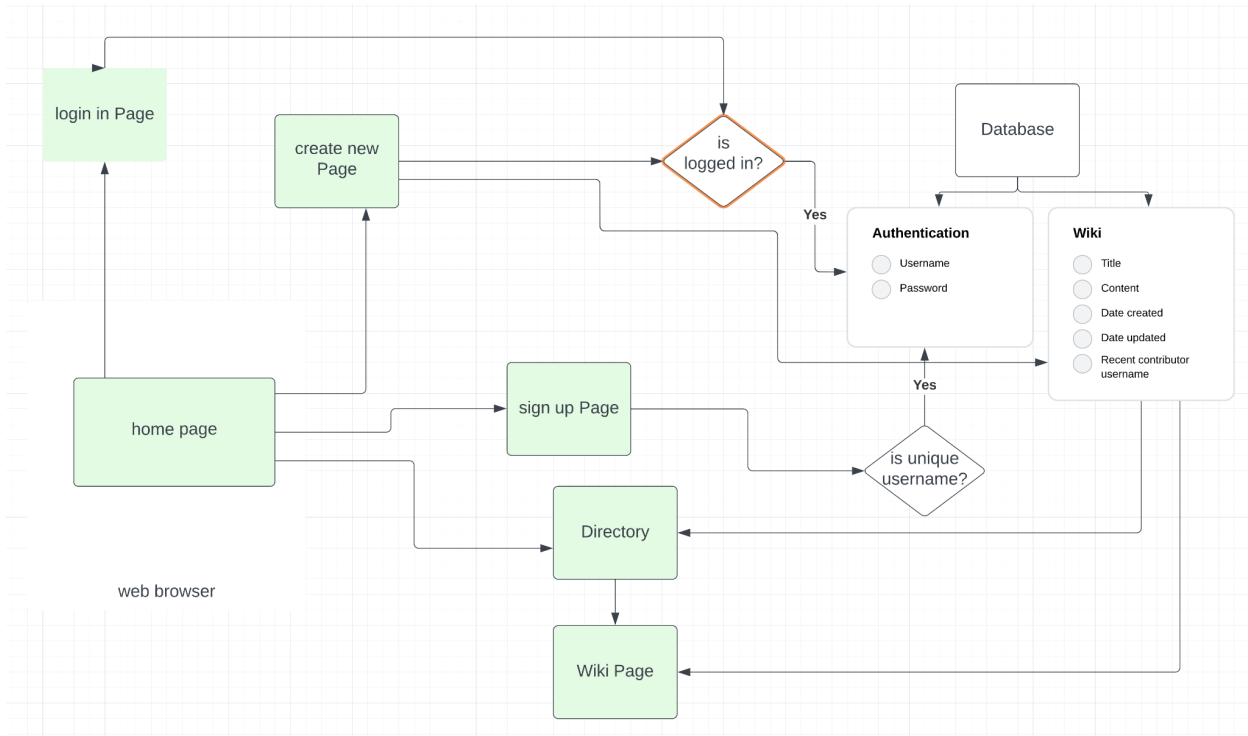 login in Page
create new
Page
is
logged in?
Database
Yes
Authentication
Username
Password
Wiki
Title
Content
Date created
Date updated
Recent contributor
username
home page
sign up Page
Yes
is unique
username?
Directory
web browser
Wiki Page